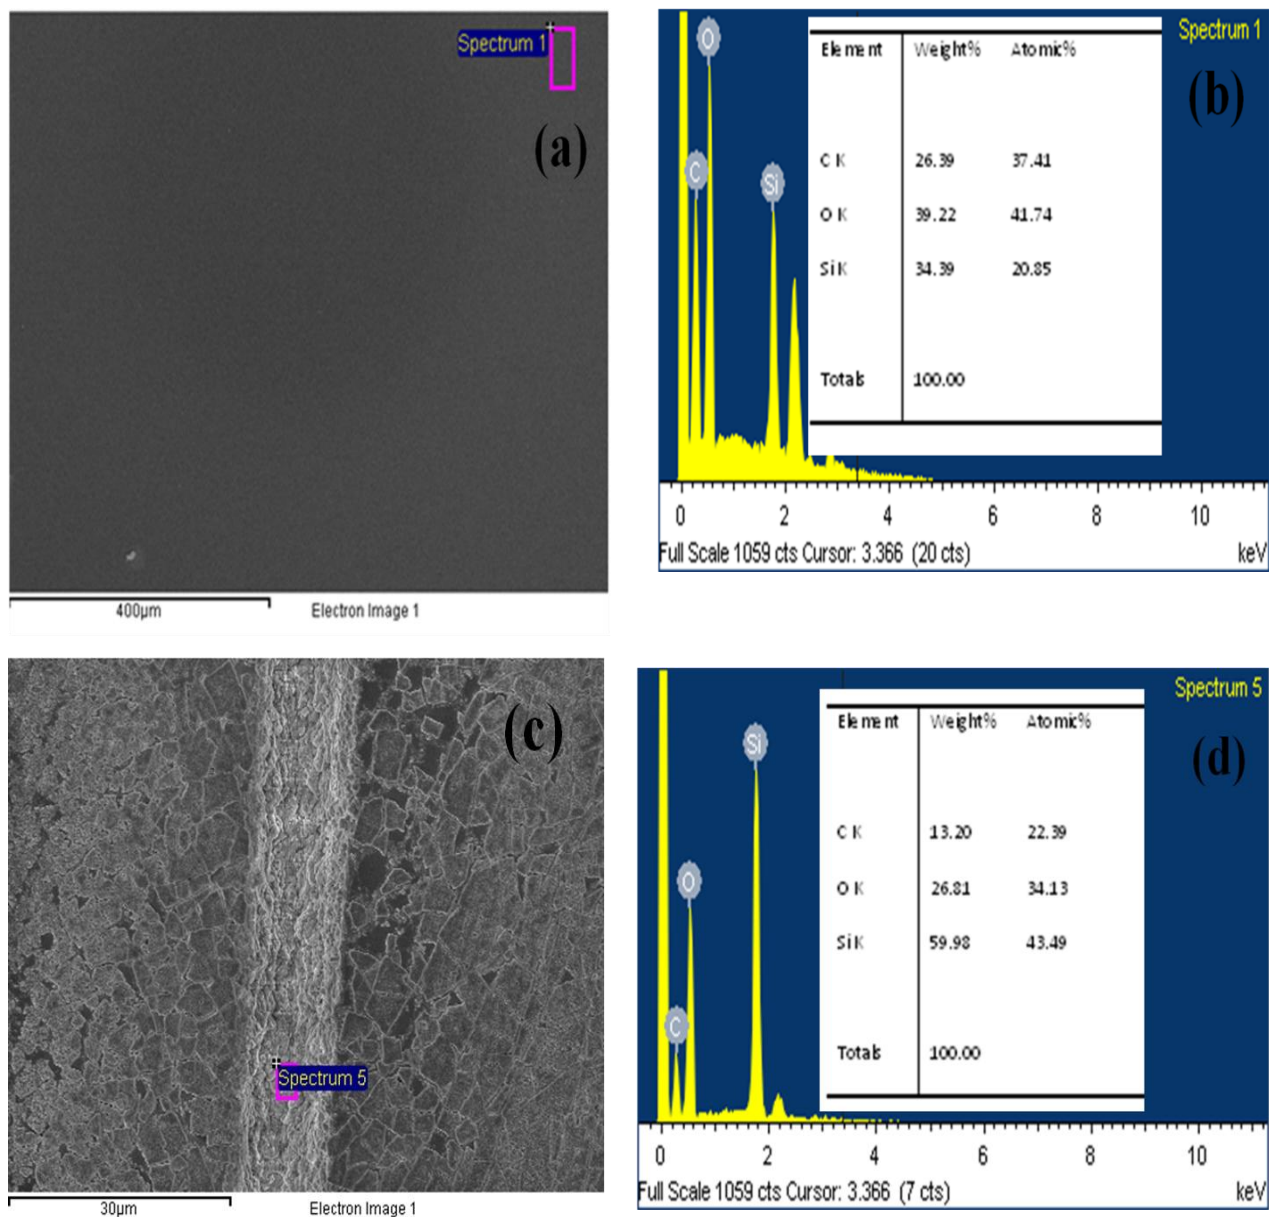 Spectrum 1
(a)
400µm
Electron Image 1
Spectrum 1
(b)
O
C
Si
Element Weight% Atomic%
C K 26.39 37.41
O K 39.22 41.74
Si K 34.39 20.85
Totals 100.00
0 2 4 6 8 10
Full Scale 1059 cts Cursor: 3.366 (20 cts) keV
(c)
Spectrum 5
30µm
Electron Image 1
Spectrum 5
(d)
Si
O
C
Element Weight% Atomic%
C K 13.20 22.39
O K 26.81 34.13
Si K 59.98 43.49
Totals 100.00
0 2 4 6 8 10
Full Scale 1059 cts Cursor: 3.366 (7 cts) keV